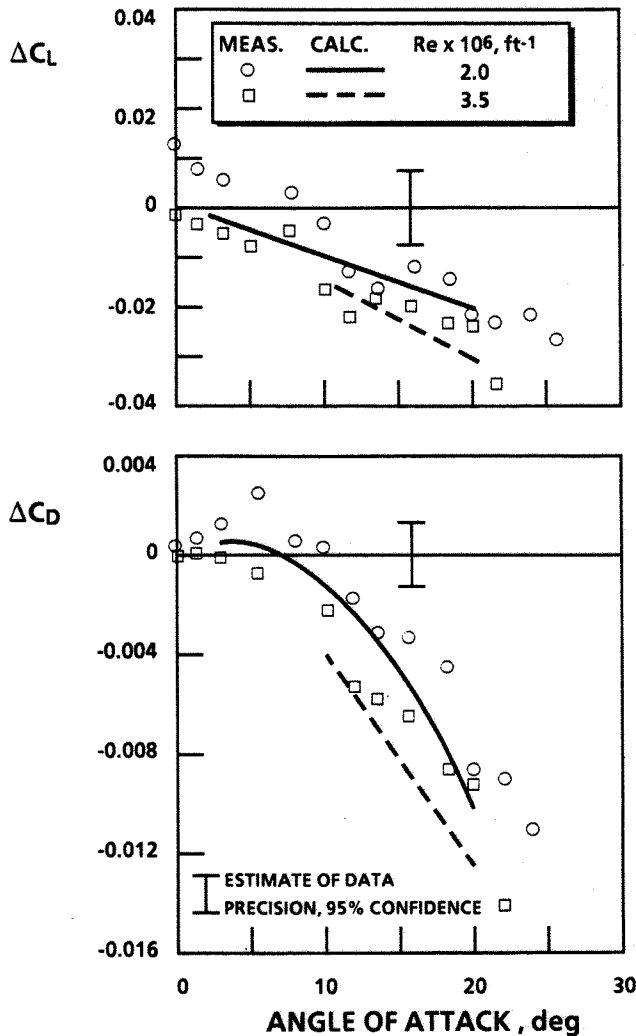 0.04
ΔCL
MEAS. CALC. Re x 10⁶, ft⁻¹
2.0
3.5
0.02
0
-0.02
-0.04
0.004
ΔCD
0
-0.004
-0.008
-0.012
ESTIMATE OF DATA
PRECISION, 95% CONFIDENCE
-0.016
0 10 20 30
ANGLE OF ATTACK , deg